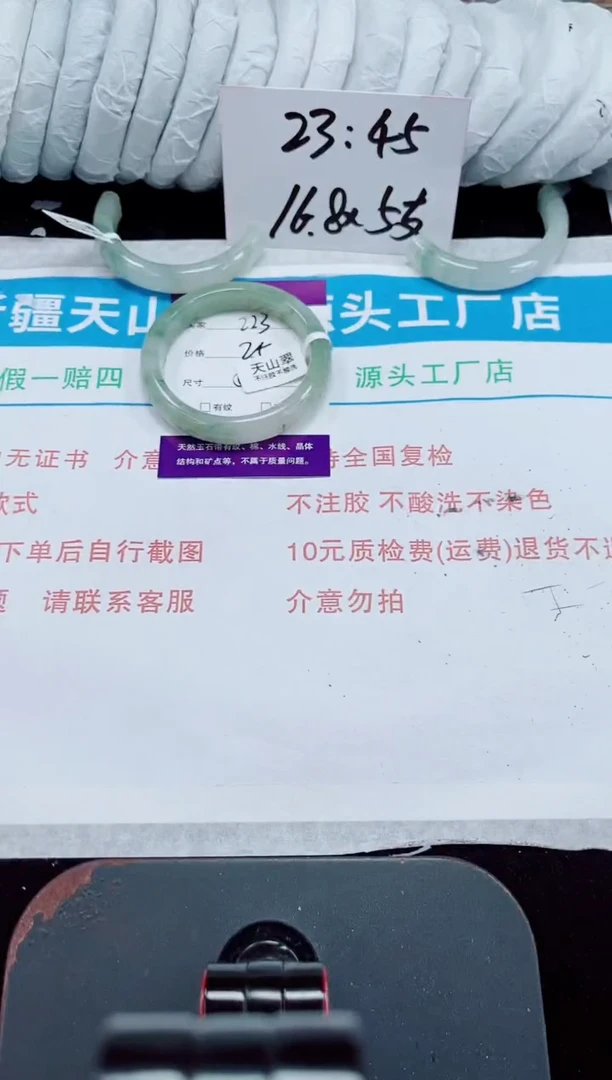 23:45
16.8x55
疆天山
源头工厂店
223
假一赔四
价格 24
天山翠
源头工厂店
尺寸
有纹
天然玉石带有纹、棉、水线、晶体
结构和矿点等，不属于质量问题。
无证书 介意
全国复检
款式
不注胶 不酸洗不染色
下单后自行截图
10元质检费(运费)退货不退
请联系客服
介意勿拍